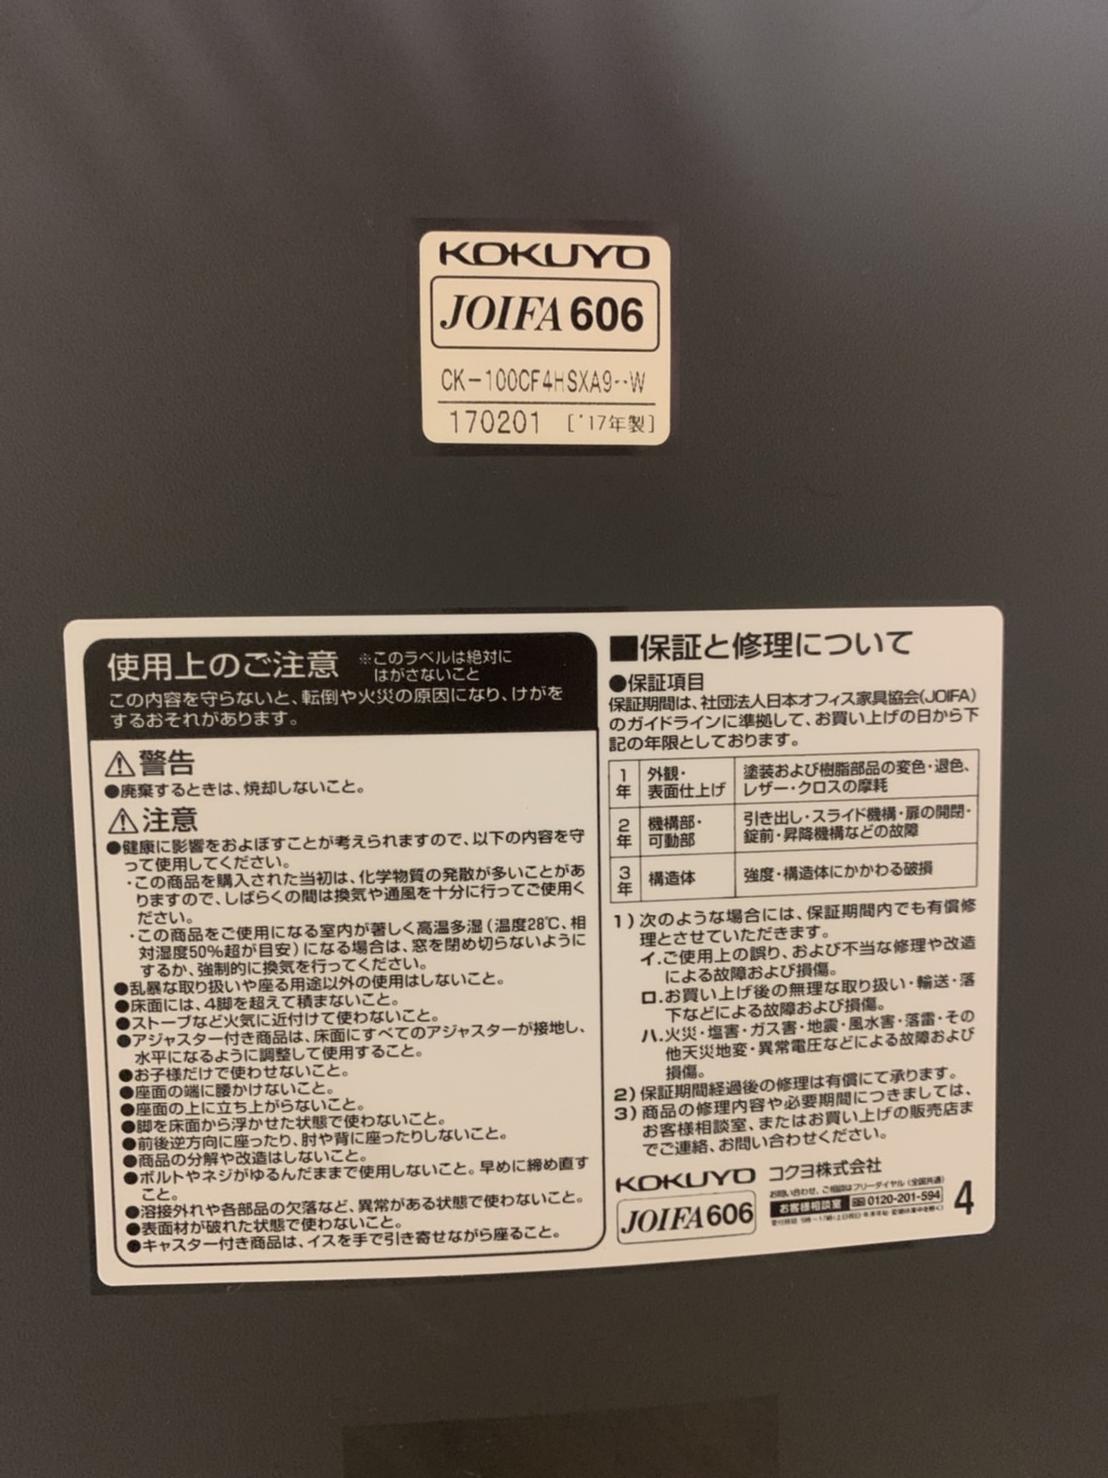 KOKUYO
JOIFA 606
CK-100CF4HSXA9--W
170201 ['17年製]
使用上のご注意 ※このラベルは絶対に
はがさないこと
この内容を守らないと、転倒や火災の原因になり、けがを
するおそれがあります。
⚠警告
●廃棄するときは、焼却しないこと。
⚠注意
●健康に影響をおよぼすことが考えられますので、以下の内容を守
って使用してください。
・この商品を購入された当初は、化学物質の発散が多いことがあ
りますので、しばらくの間は換気や通風を十分に行ってご使用く
ださい。
・この商品をご使用になる室内が著しく高温多湿(温度28℃、相
対湿度50%超が目安)になる場合は、窓を閉め切らないように
するか、強制的に換気を行ってください。
●乱暴な取り扱いや座る用途以外の使用はしないこと。
●床面には、4脚を超えて積まないこと。
●ストーブなど火気に近付けて使わないこと。
●アジャスター付き商品は、床面にすべてのアジャスターが接地し、
水平になるように調整して使用すること。
●お子様だけで使わせないこと。
●座面の端に腰かけないこと。
●座面の上に立ち上がらないこと。
●脚を床面から浮かせた状態で使わないこと。
●前後逆方向に座ったり、肘や背に座ったりしないこと。
●商品の分解や改造はしないこと。
●ボルトやネジがゆるんだままで使用しないこと。早めに締め直す
こと。
●溶接外れや各部品の欠落など、異常がある状態で使わないこと。
●表面材が破れた状態で使わないこと。
●キャスター付き商品は、イスを手で引き寄せながら座ること。
■保証と修理について
●保証項目
保証期間は、社団法人日本オフィス家具協会(JOIFA)
のガイドラインに準拠して、お買い上げの日から下
記の年限としております。
1年 外観・表面仕上げ 塗装および樹脂部品の変色・退色、
レザー・クロスの摩耗
2年 機構部・可動部 引き出し・スライド機構・扉の開閉・
錠前・昇降機構などの故障
3年 構造体 強度・構造体にかかわる破損
1)次のような場合には、保証期間内でも有償修
理とさせていただきます。
イ.ご使用上の誤り、および不当な修理や改造
による故障および損傷。
ロ.お買い上げ後の無理な取り扱い・輸送・落
下などによる故障および損傷。
ハ.火災・塩害・ガス害・地震・風水害・落雷・その
他天災地変・異常電圧などによる故障および
損傷。
2)保証期間経過後の修理は有償にて承ります。
3)商品の修理内容や必要期間につきましては、
お客様相談室、またはお買い上げの販売店ま
でご連絡、お問い合わせください。
KOKUYO コクヨ株式会社
JOIFA 606
お問い合わせ、ご相談はフリーダイヤル(全国共通)
お客様相談室 0120-201-594
4